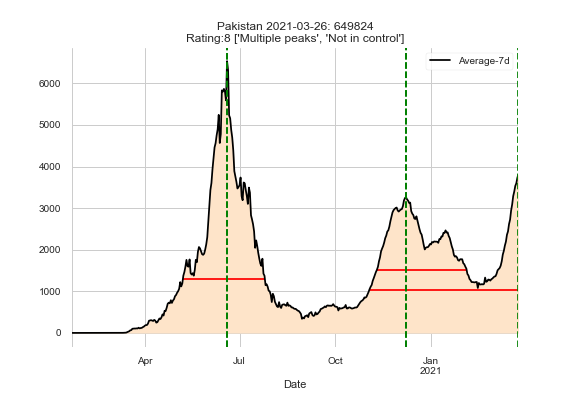 Pakistan 2021-03-26: 649824
Rating:8 ['Multiple peaks', 'Not in control']
Average-7d
6000
5000
4000
3000
2000
1000
0
Apr
Jul
Oct
Jan
2021
Date